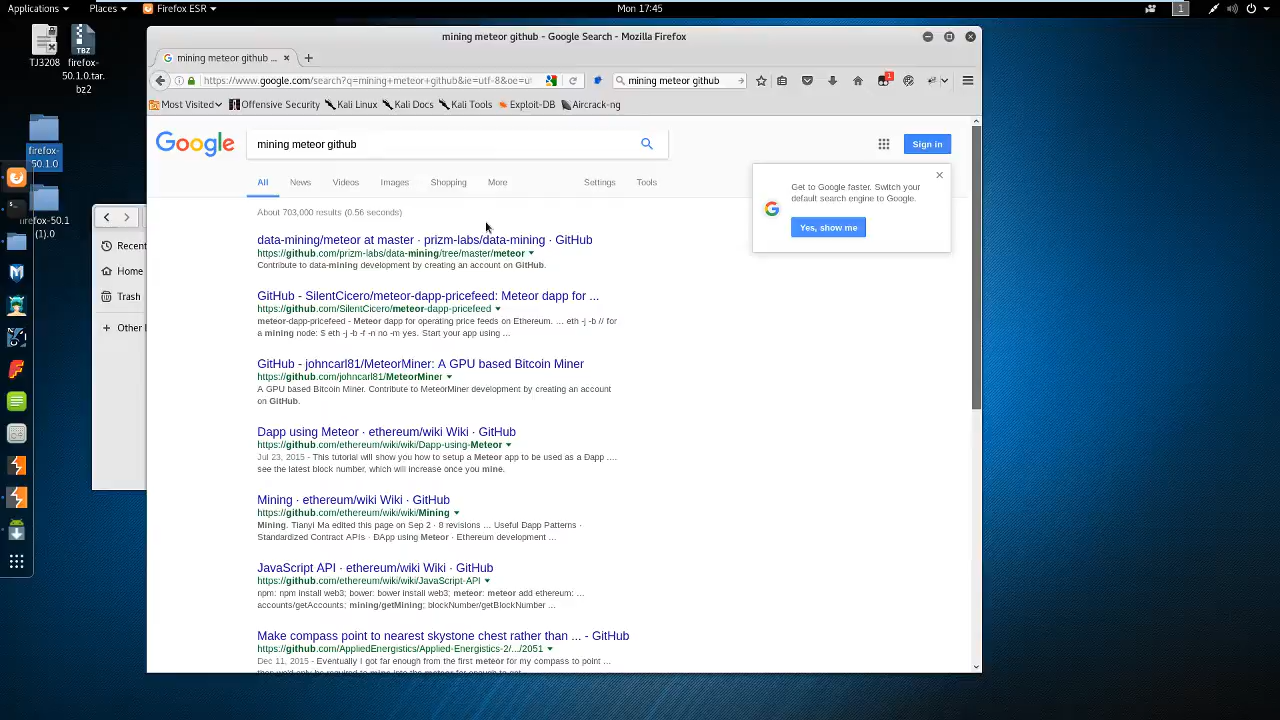 Applications Places Firefox ESR Mon 17:45 1
TJ3208
firefox-
50.1.0.tar.
bz2
firefox-
50.1.0
firefox-50.1
(1).0
Recent
Home
Trash
Other
mining meteor github - Google Search - Mozilla Firefox
mining meteor github ...
https://www.google.com/search?q=mining+meteor+github&ie=utf-8&oe=ut mining meteor github 1
Most Visited Offensive Security Kali Linux Kali Docs Kali Tools Exploit-DB Aircrack-ng
Google mining meteor github Sign in
All News Videos Images Shopping More Settings Tools
Get to Google faster. Switch your
default search engine to Google.
Yes, show me
About 703,000 results (0.56 seconds)
data-mining/meteor at master · prizm-labs/data-mining · GitHub
https://github.com/prizm-labs/data-mining/tree/master/meteor
Contribute to data-mining development by creating an account on GitHub.
GitHub - SilentCicero/meteor-dapp-pricefeed: Meteor dapp for ...
https://github.com/SilentCicero/meteor-dapp-pricefeed
meteor-dapp-pricefeed - Meteor dapp for operating price feeds on Ethereum. ... eth -j -b // for
a mining node: $ eth -j -b -f -n no -m yes. Start your app using ...
GitHub - johncarl81/MeteorMiner: A GPU based Bitcoin Miner
https://github.com/johncarl81/MeteorMiner
A GPU based Bitcoin Miner. Contribute to MeteorMiner development by creating an account
on GitHub.
Dapp using Meteor · ethereum/wiki Wiki · GitHub
https://github.com/ethereum/wiki/wiki/Dapp-using-Meteor
Jul 23, 2015 - This tutorial will show you how to setup a Meteor app to be used as a Dapp ....
see the latest block number, which will increase once you mine.
Mining · ethereum/wiki Wiki · GitHub
https://github.com/ethereum/wiki/wiki/Mining
Mining. Tianyi Ma edited this page on Sep 2 · 8 revisions ... Useful Dapp Patterns ·
Standardized Contract APIs · DApp using Meteor · Ethereum development ...
JavaScript API · ethereum/wiki Wiki · GitHub
https://github.com/ethereum/wiki/wiki/JavaScript-API
npm: npm install web3; bower: bower install web3; meteor: meteor add ethereum: ...
accounts/getAccounts; mining/getMining; blockNumber/getBlockNumber ...
Make compass point to nearest skystone chest rather than ... - GitHub
https://github.com/AppliedEnergistics/Applied-Energistics-2/.../2051
Dec 11, 2015 - Eventually I got far enough from the first meteor for my compass to point ...